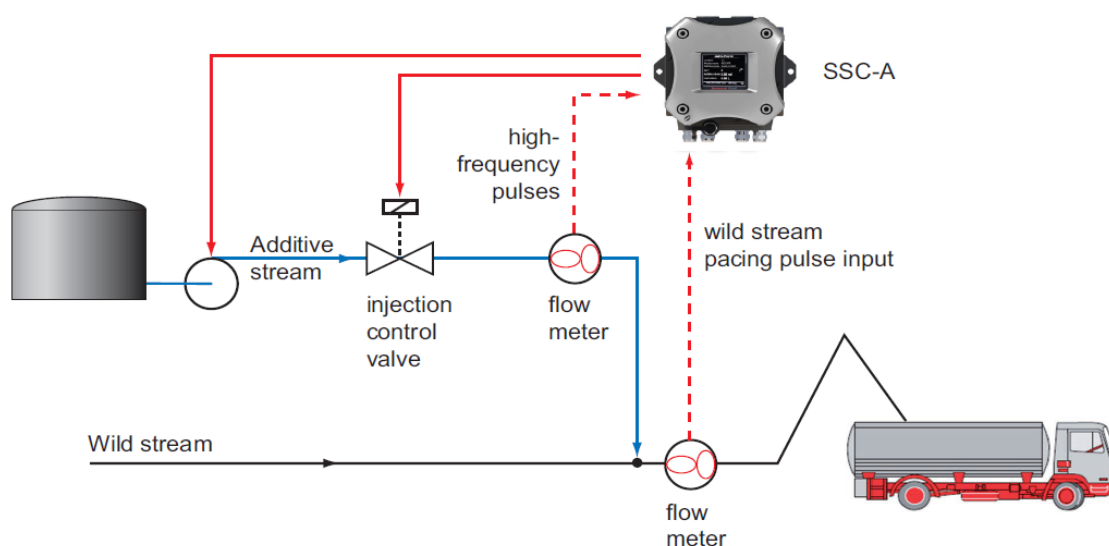 SSC-A
high-
frequency
pulses
Additive
stream
wild stream
pacing pulse input
injection
control
valve
flow
meter
Wild stream
flow
meter